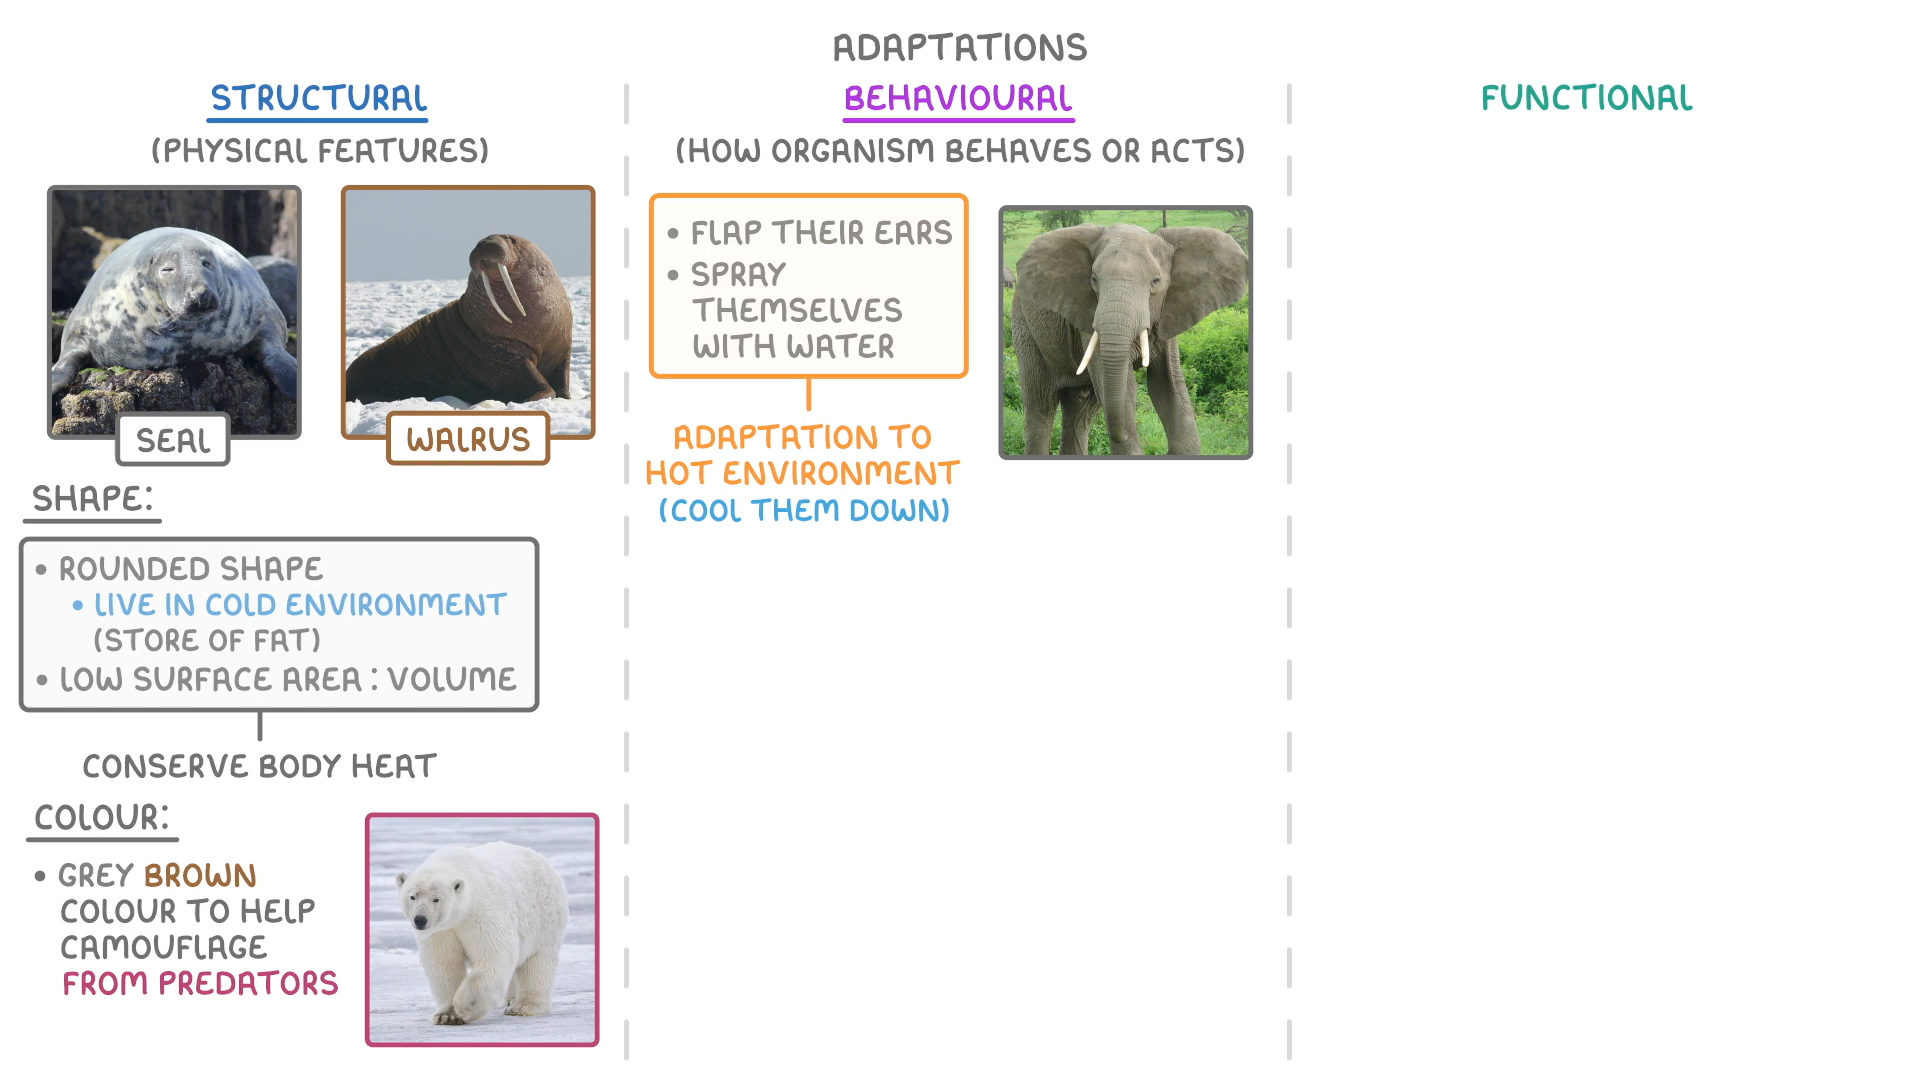 ADAPTATIONS
STRUCTURAL
(PHYSICAL FEATURES)
SEAL
WALRUS
SHAPE:
• ROUNDED SHAPE
• LIVE IN COLD ENVIRONMENT
(STORE OF FAT)
• LOW SURFACE AREA : VOLUME
CONSERVE BODY HEAT
COLOUR:
• GREY BROWN
COLOUR TO HELP
CAMOUFLAGE
FROM PREDATORS
BEHAVIOURAL
(HOW ORGANISM BEHAVES OR ACTS)
• FLAP THEIR EARS
• SPRAY
THEMSELVES
WITH WATER
ADAPTATION TO
HOT ENVIRONMENT
(COOL THEM DOWN)
FUNCTIONAL